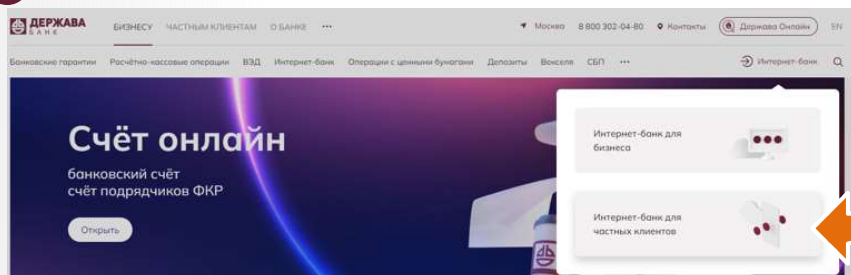 ДЕРЖАВА
БАНК
БИЗНЕСУ ЧАСТНЫМ КЛИЕНТАМ О БАНКЕ ···
Москва 8 800 302-04-80 Контакты Держава Онлайн EN
Банковские гарантии Расчётно-кассовые операции ВЭД Интернет-банк Операции с ценными бумагами Депозиты Векселя СБП ··· Интернет-банк
Счёт онлайн
банковский счёт
счёт подрядчиков ФКР
Открыть
Интернет-банк для
бизнеса
Интернет-банк для
частных клиентов